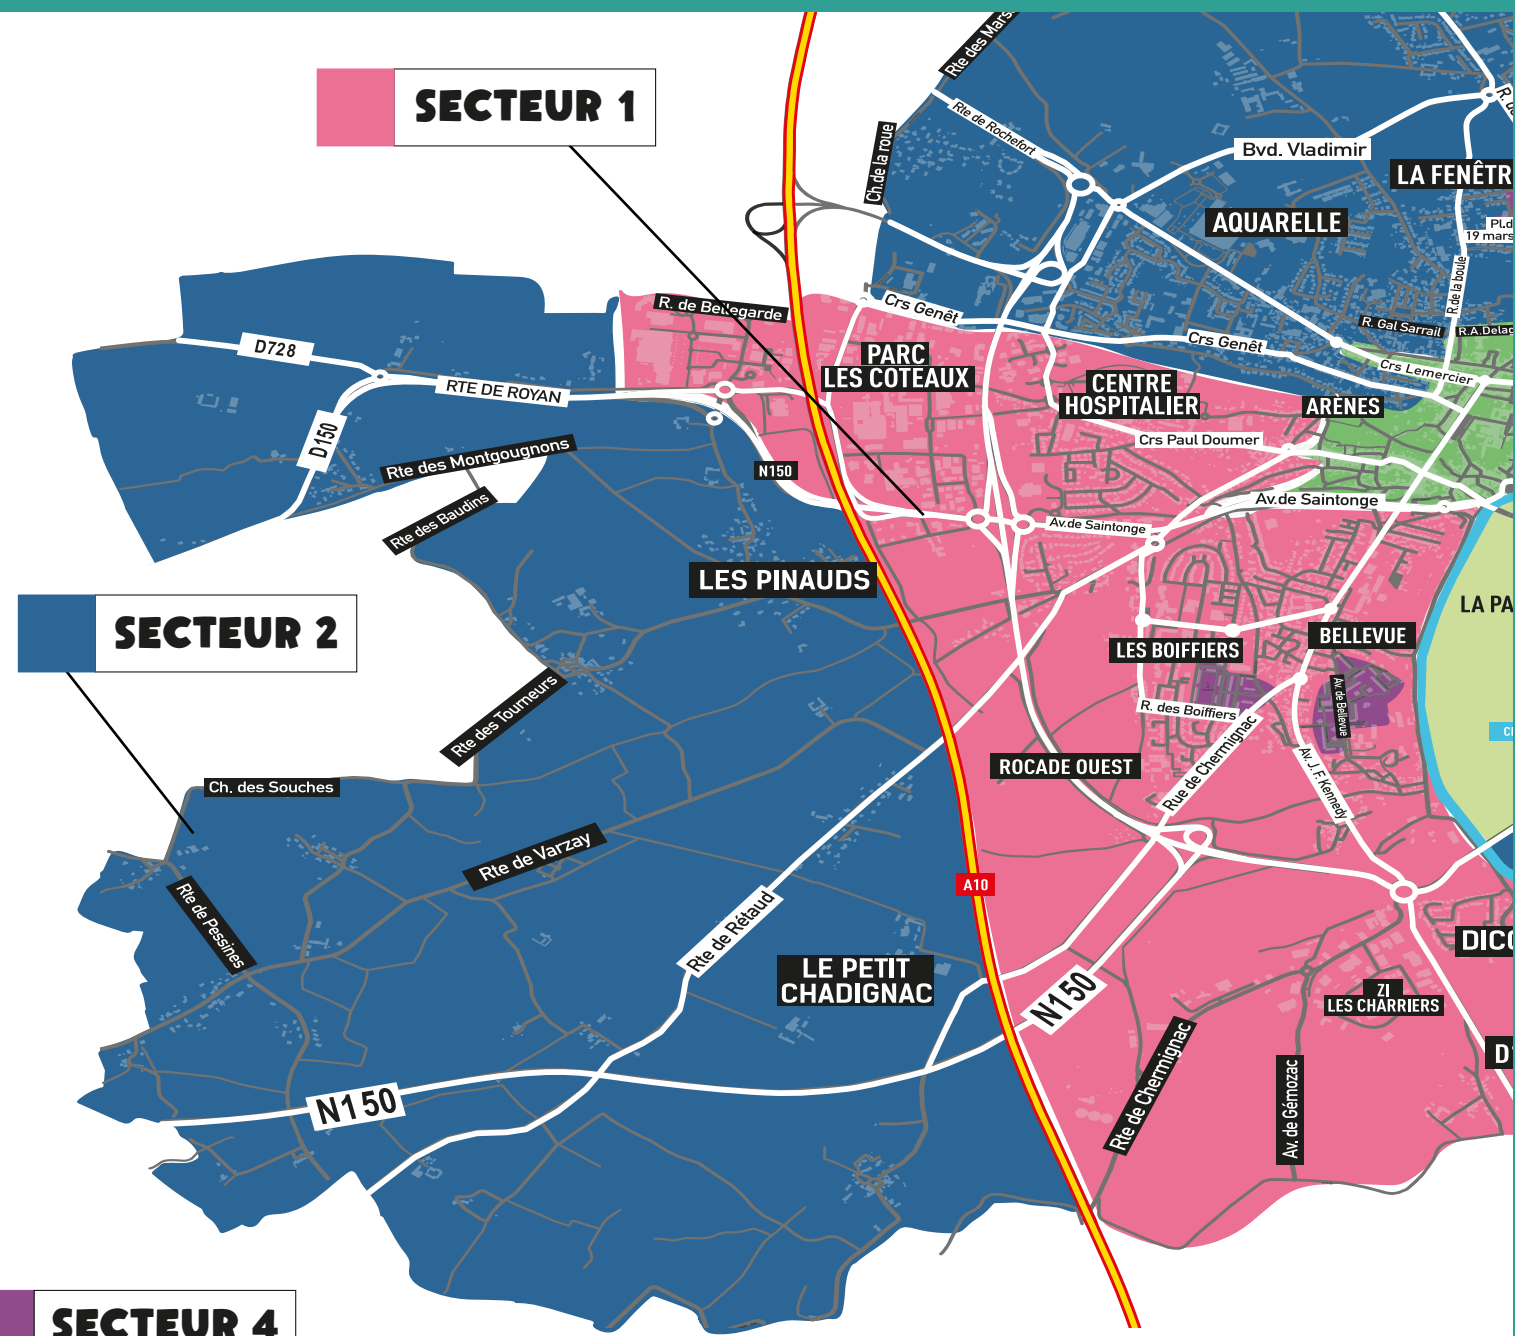 Rte des Mars
SECTEUR 1
Rte de Rochefort
Ch.de la roue
Bvd. Vladimir
LA FENÊTR
AQUARELLE
Pl.d
19 mars
R.de la boule
R. de Bellegarde
Crs Genêt
R. Gal Sarrail
R.A.Delag
Crs Genêt
D728
PARC
LES COTEAUX
Crs Lemercier
RTE DE ROYAN
CENTRE
HOSPITALIER
ARÈNES
D150
Crs Paul Doumer
Rte des Montgougnons
N150
Rte des Baudins
Av.de Saintonge
Av.de Saintonge
LES PINAUDS
LA PA
SECTEUR 2
BELLEVUE
LES BOIFFIERS
Rte des Tourneurs
Av. de Bellevue
R. des Boiffiers
Rue de Chermignac
Av. J. F. Kennedy
ROCADE OUEST
Ch. des Souches
Rte de Varzay
A10
Rte de Pessines
Rte de Rétaud
DICO
LE PETIT
CHADIGNAC
N150
ZI
LES CHARRIERS
Rte de Chermignac
Av. de Gémozac
N150
SECTEUR 4